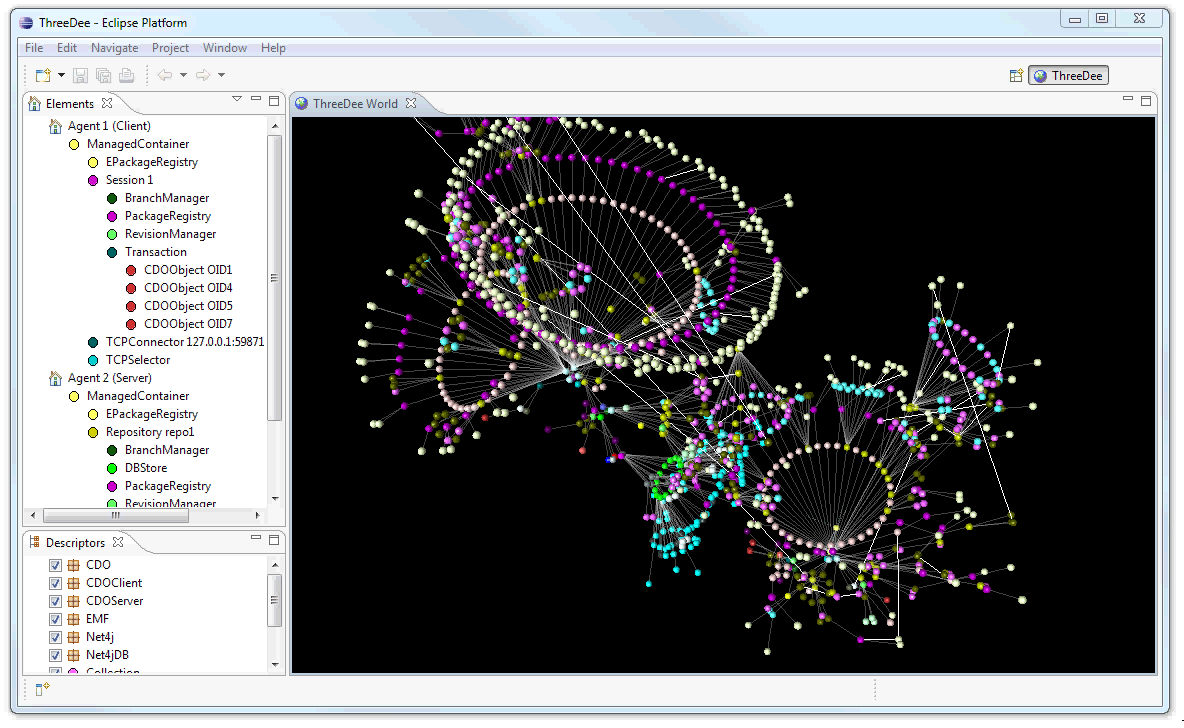 ThreeDee - Eclipse Platform
File Edit Navigate Project Window Help
ThreeDee
Elements
Agent 1 (Client)
ManagedContainer
EPackageRegistry
Session 1
BranchManager
PackageRegistry
RevisionManager
Transaction
CDOObject OID1
CDOObject OID4
CDOObject OID5
CDOObject OID7
TCPConnector 127.0.0.1:59871
TCPSelector
Agent 2 (Server)
ManagedContainer
EPackageRegistry
Repository repo1
BranchManager
DBStore
PackageRegistry
RevisionManager
ThreeDee World
Descriptors
CDO
CDOClient
CDOServer
EMF
Net4j
Net4jDB
Collection